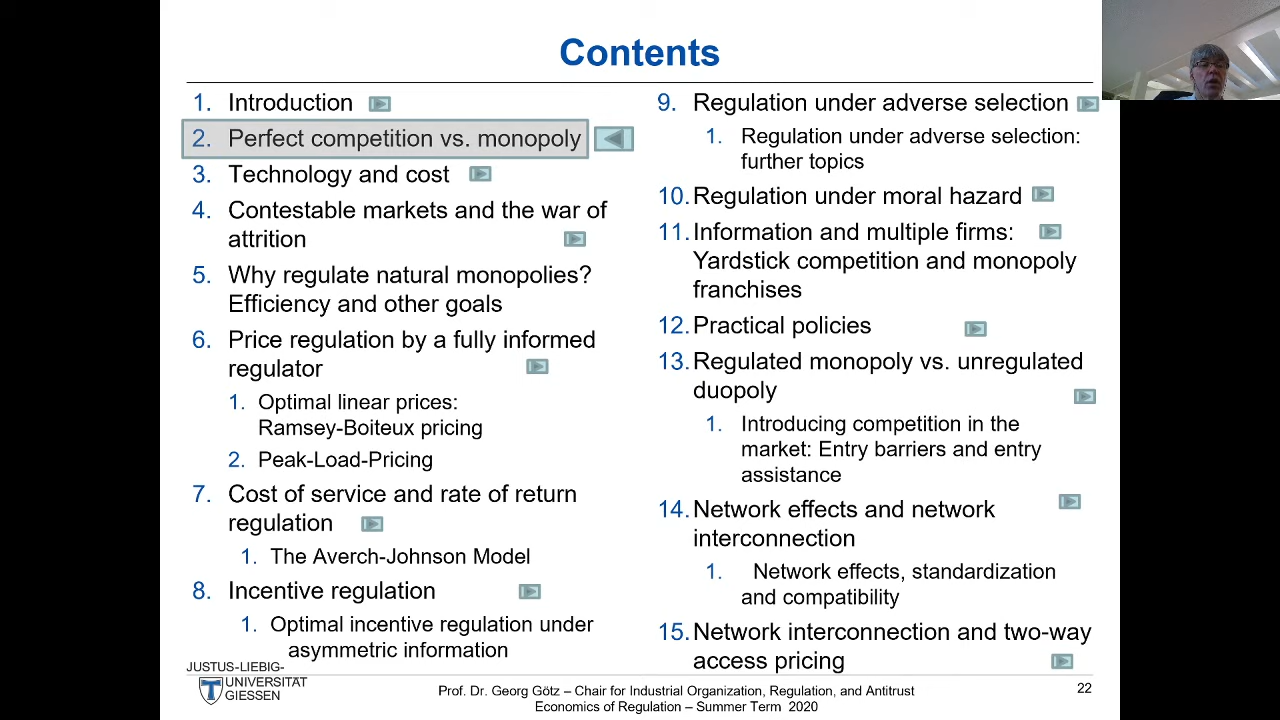 Contents
1. Introduction
2. Perfect competition vs. monopoly
3. Technology and cost
4. Contestable markets and the war of
attrition
5. Why regulate natural monopolies?
Efficiency and other goals
6. Price regulation by a fully informed
regulator
1. Optimal linear prices:
Ramsey-Boiteux pricing
2. Peak-Load-Pricing
7. Cost of service and rate of return
regulation
1. The Averch-Johnson Model
8. Incentive regulation
1. Optimal incentive regulation under
asymmetric information
9. Regulation under adverse selection
1. Regulation under adverse selection:
further topics
10. Regulation under moral hazard
11. Information and multiple firms:
Yardstick competition and monopoly
franchises
12. Practical policies
13. Regulated monopoly vs. unregulated
duopoly
1. Introducing competition in the
market: Entry barriers and entry
assistance
14. Network effects and network
interconnection
1. Network effects, standardization
and compatibility
15. Network interconnection and two-way
access pricing
JUSTUS-LIEBIG-
UNIVERSITÄT
GIESSEN
Prof. Dr. Georg Götz – Chair for Industrial Organization, Regulation, and Antitrust
Economics of Regulation – Summer Term 2020
22